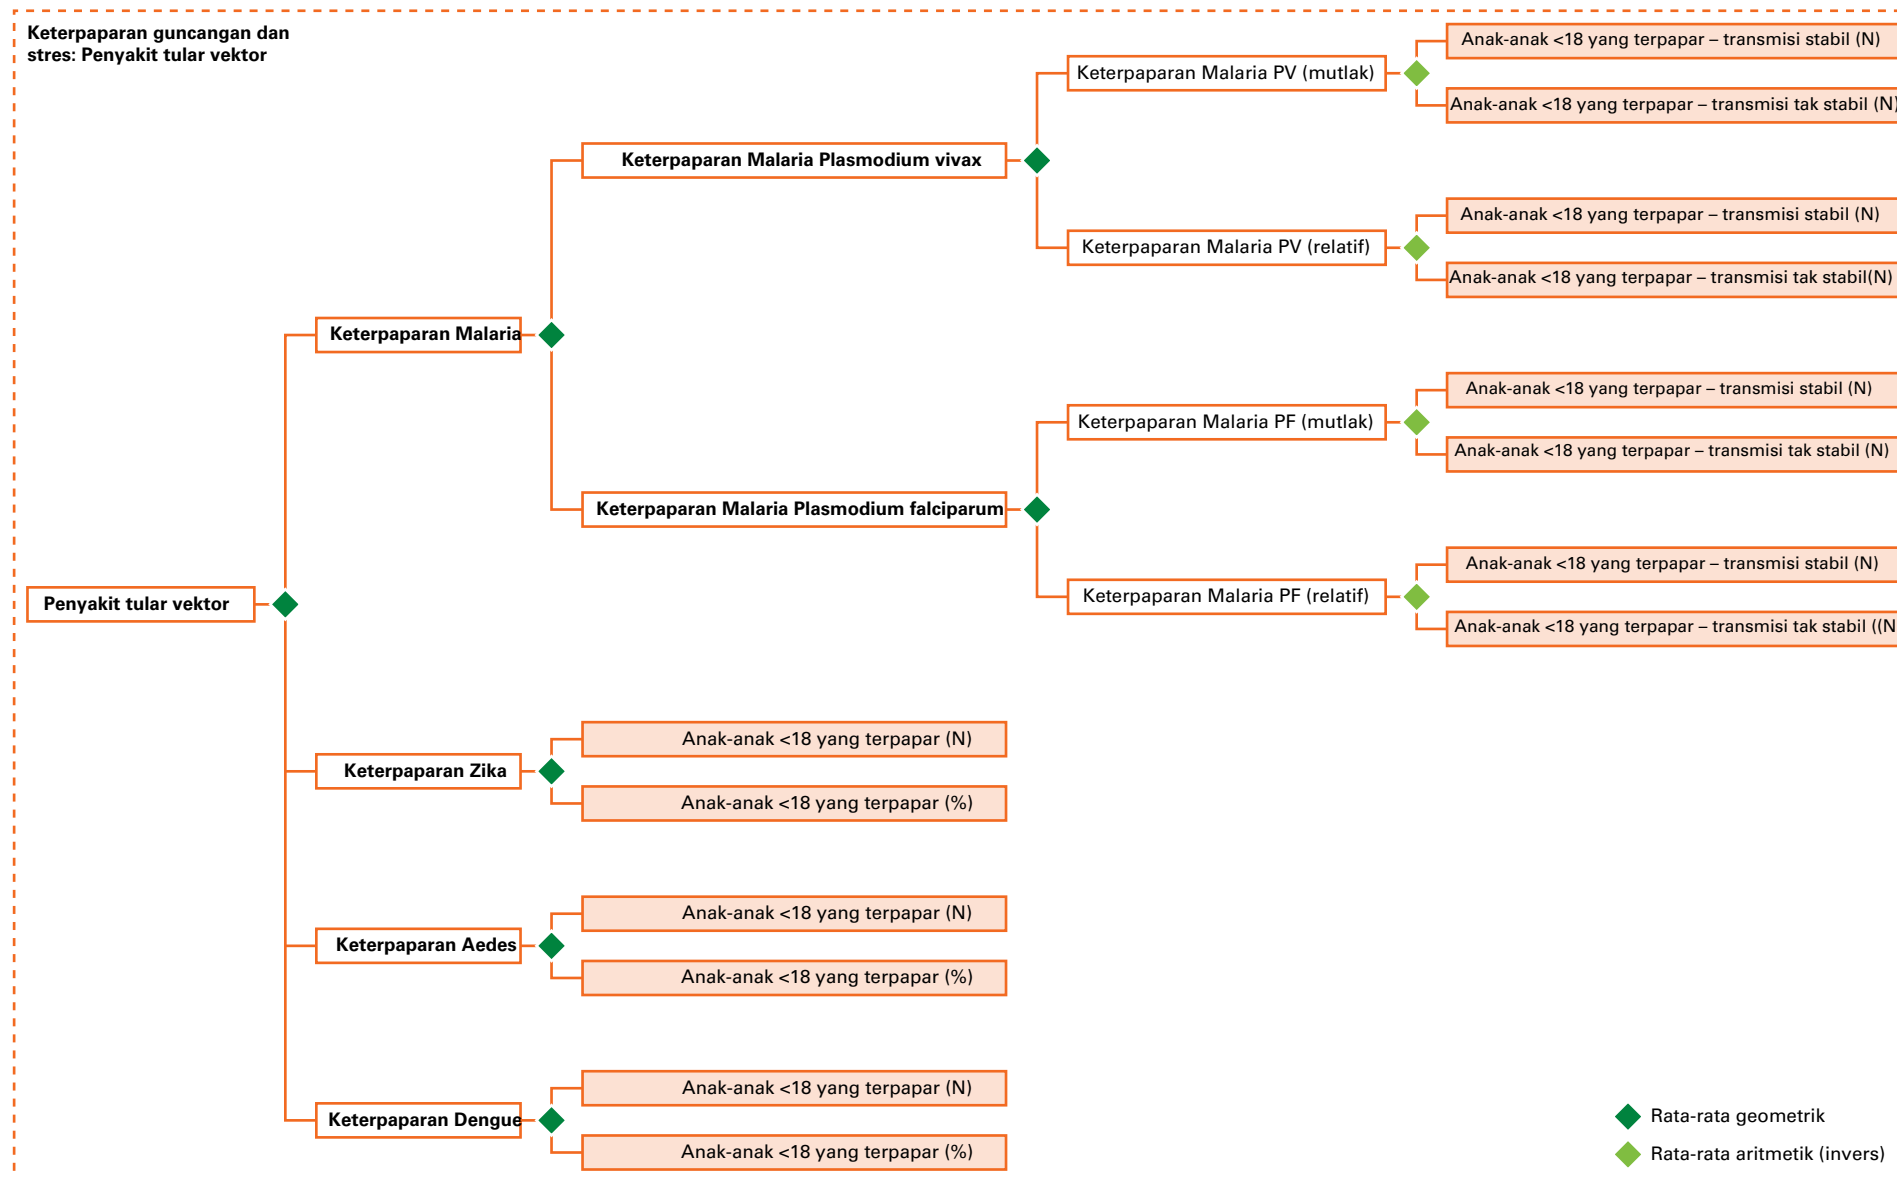 Keterpaparan guncangan dan
stres: Penyakit tular vektor
Anak-anak <18 yang terpapar – transmisi stabil (N)
Keterpaparan Malaria PV (mutlak)
Anak-anak <18 yang terpapar – transmisi tak stabil (N)
Keterpaparan Malaria Plasmodium vivax
Anak-anak <18 yang terpapar – transmisi stabil (N)
Keterpaparan Malaria PV (relatif)
Anak-anak <18 yang terpapar – transmisi tak stabil(N)
Keterpaparan Malaria
Anak-anak <18 yang terpapar – transmisi stabil (N)
Keterpaparan Malaria PF (mutlak)
Anak-anak <18 yang terpapar – transmisi tak stabil (N)
Keterpaparan Malaria Plasmodium falciparum
Anak-anak <18 yang terpapar – transmisi stabil (N)
Keterpaparan Malaria PF (relatif)
Anak-anak <18 yang terpapar – transmisi tak stabil ((N
Penyakit tular vektor
Anak-anak <18 yang terpapar (N)
Keterpaparan Zika
Anak-anak <18 yang terpapar (%)
Anak-anak <18 yang terpapar (N)
Keterpaparan Aedes
Anak-anak <18 yang terpapar (%)
Anak-anak <18 yang terpapar (N)
Keterpaparan Dengue
Anak-anak <18 yang terpapar (%)
Rata-rata geometrik
Rata-rata aritmetik (invers)